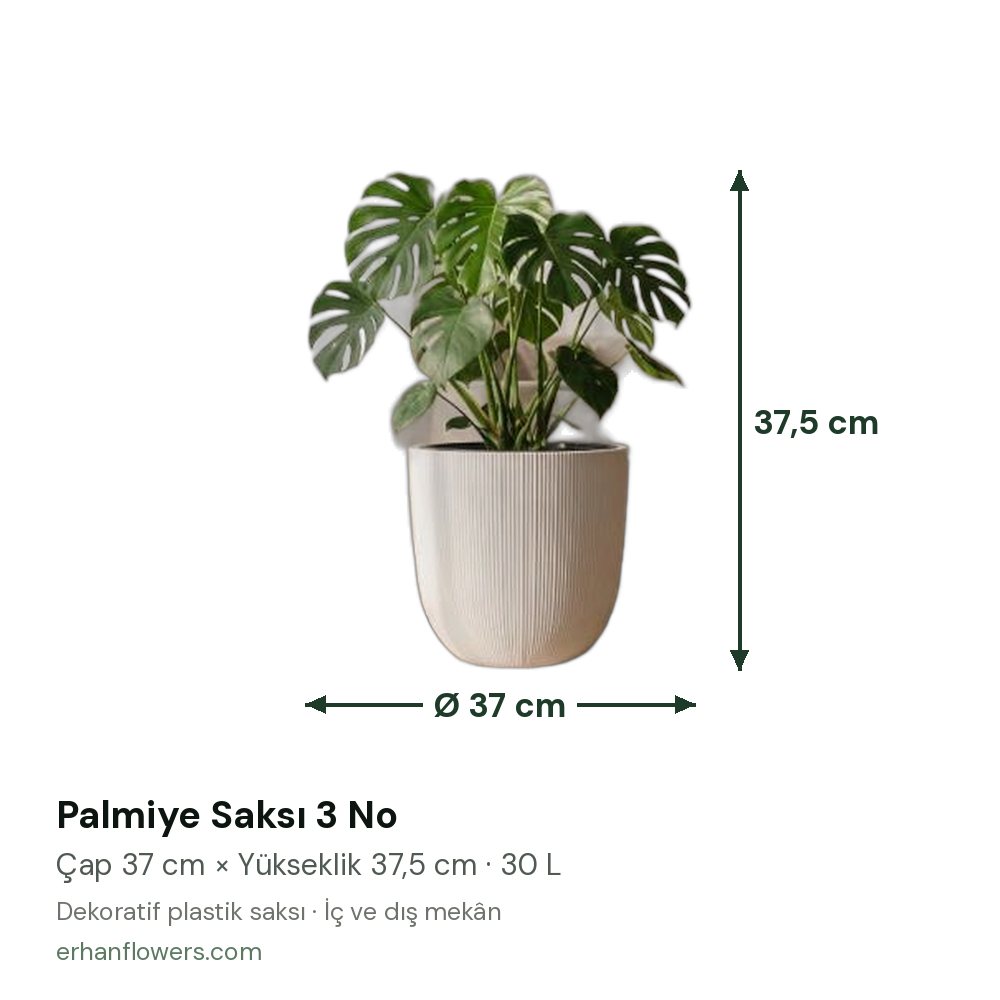 37,5 cm
Ø 37 cm
Palmiye Saksı 3 No
Çap 37 cm × Yükseklik 37,5 cm · 30 L
Dekoratif plastik saksı · İç ve dış mekân
erhanflowers.com